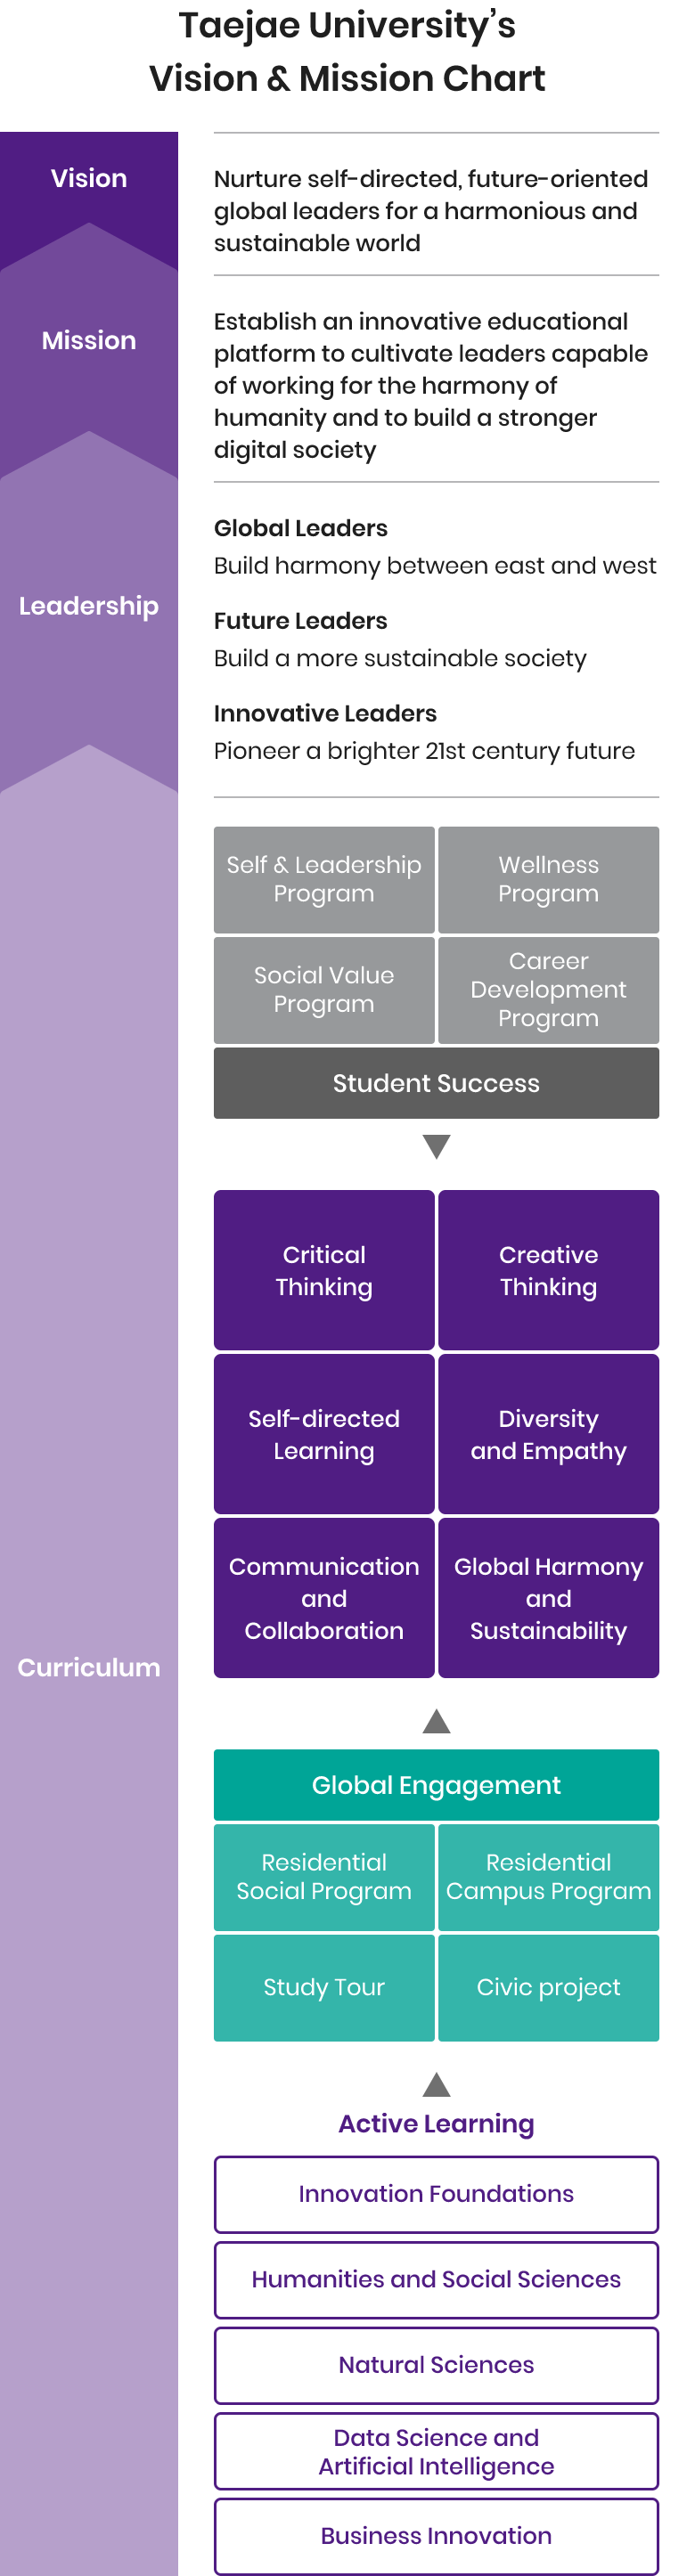 Taejae University’s
Vision & Mission Chart
Vision
Nurture self-directed, future-oriented
global leaders for a harmonious and
sustainable world
Mission
Establish an innovative educational
platform to cultivate leaders capable
of working for the harmony of
humanity and to build a stronger
digital society
Leadership
Global Leaders
Build harmony between east and west
Future Leaders
Build a more sustainable society
Innovative Leaders
Pioneer a brighter 21st century future
Curriculum
Self & Leadership
Program
Wellness
Program
Social Value
Program
Career
Development
Program
Student Success
Critical
Thinking
Creative
Thinking
Self-directed
Learning
Diversity
and Empathy
Communication
and
Collaboration
Global Harmony
and
Sustainability
Global Engagement
Residential
Social Program
Residential
Campus Program
Study Tour
Civic project
Active Learning
Innovation Foundations
Humanities and Social Sciences
Natural Sciences
Data Science and
Artificial Intelligence
Business Innovation